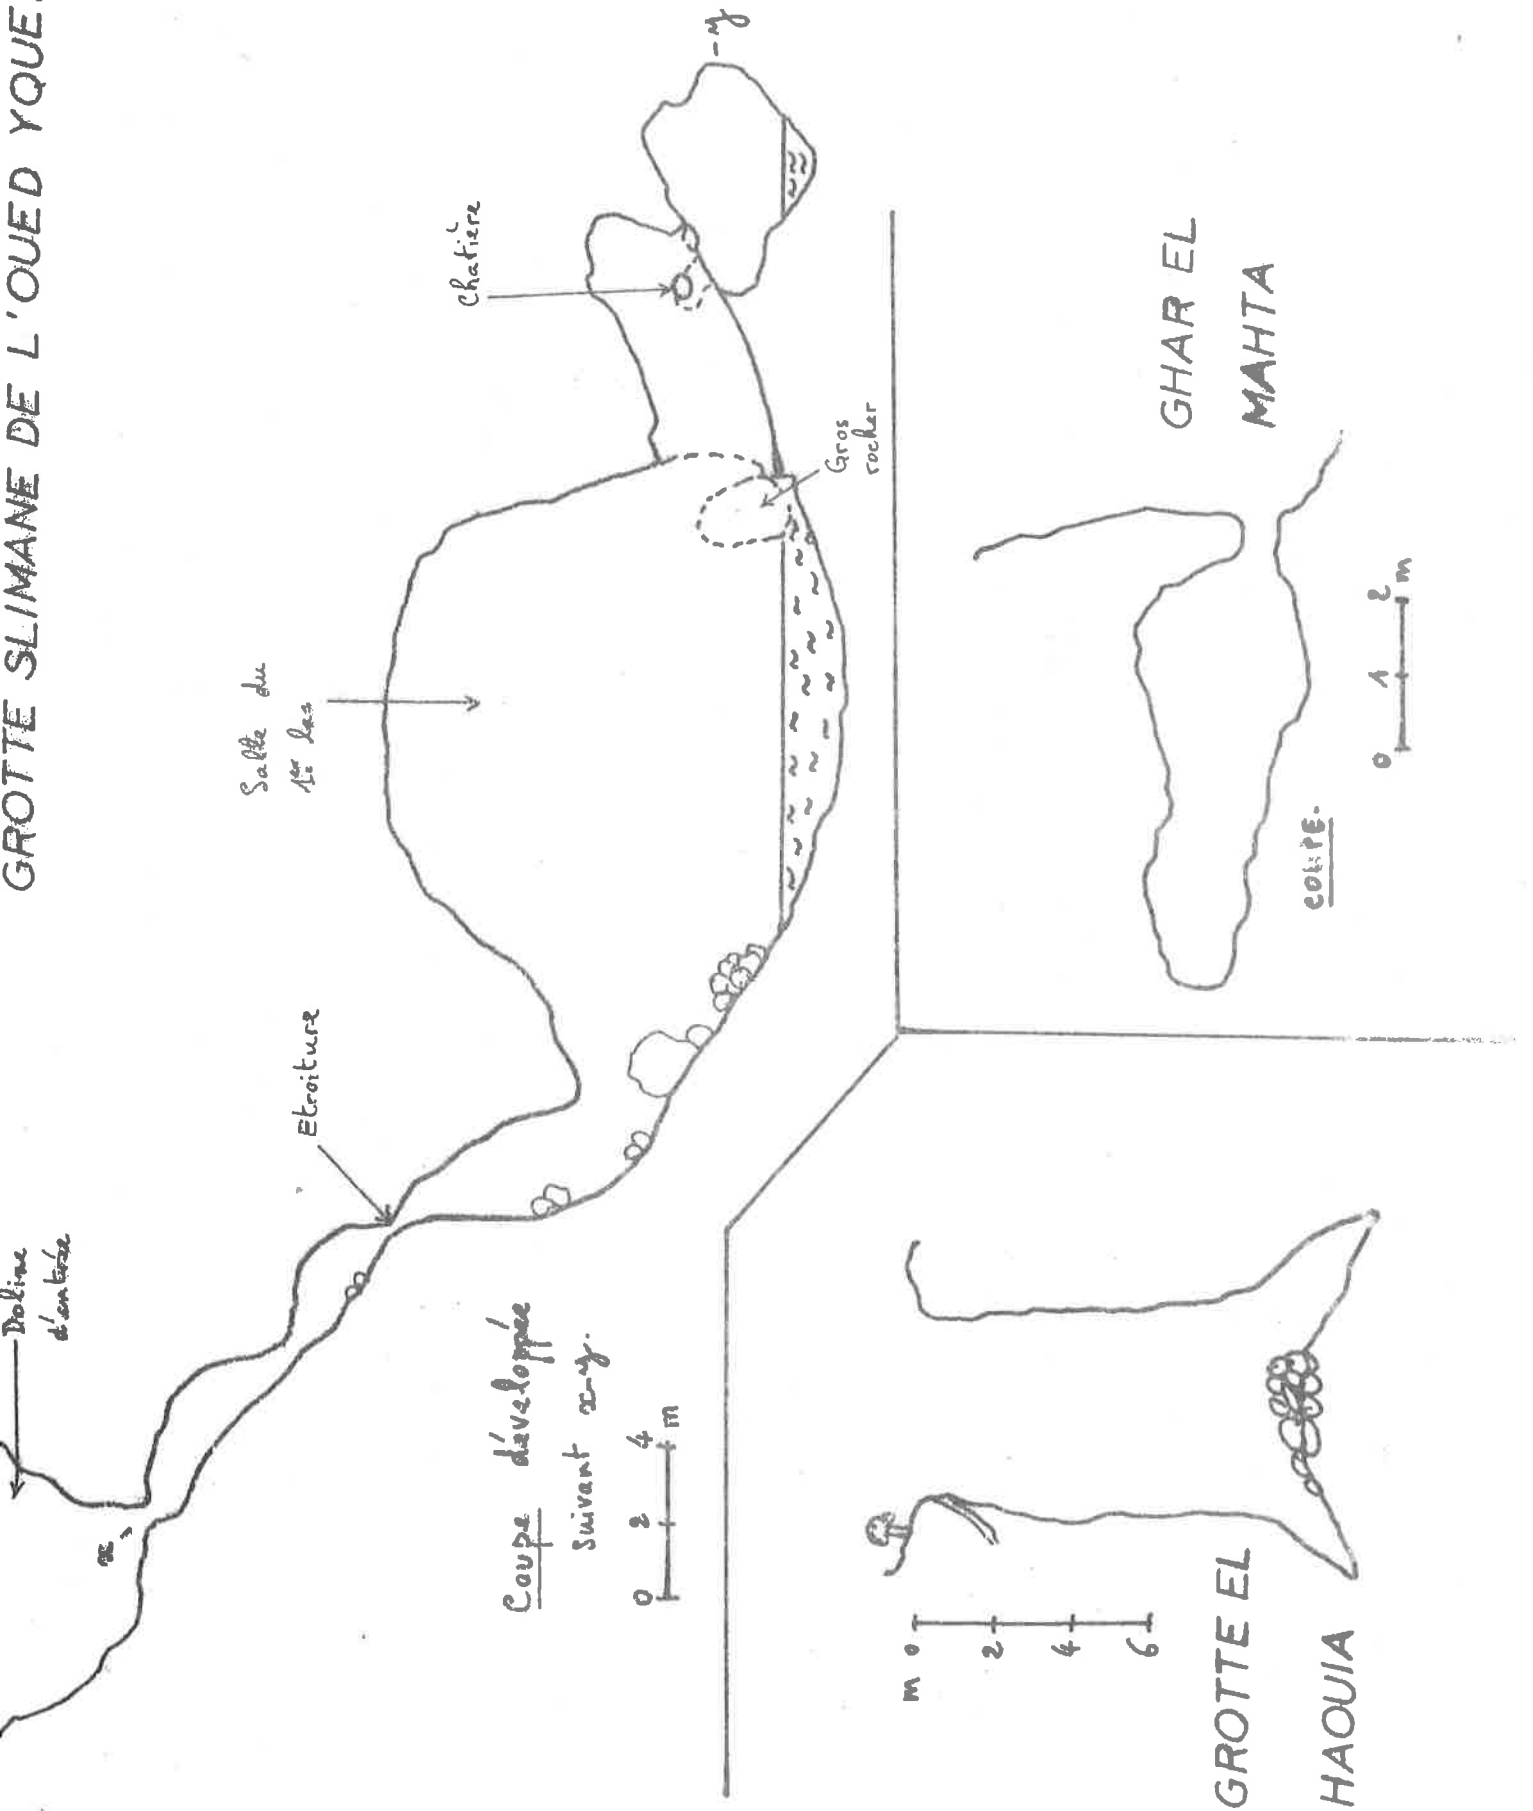 GROTTE SLIMANE DE L'OUED YQUE
Doline
d'entrée
x
Etroiture
Salle du
1er lac
Chatière
-y
Gros
rocher
Coupe développée
Suivant x-y.
0 2 4
m
m 0
2
4
6
GROTTE EL
HAOUIA
GHAR EL
MAHTA
COUPE.
0 1 2
m